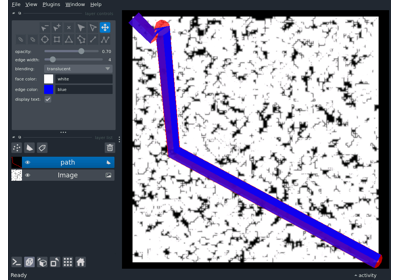 File View Plugins Window Help
opacity: 0.70
edge width: 4
blending: translucent
face color: white
edge color: blue
display text: ✓
path
Image
Ready
activity